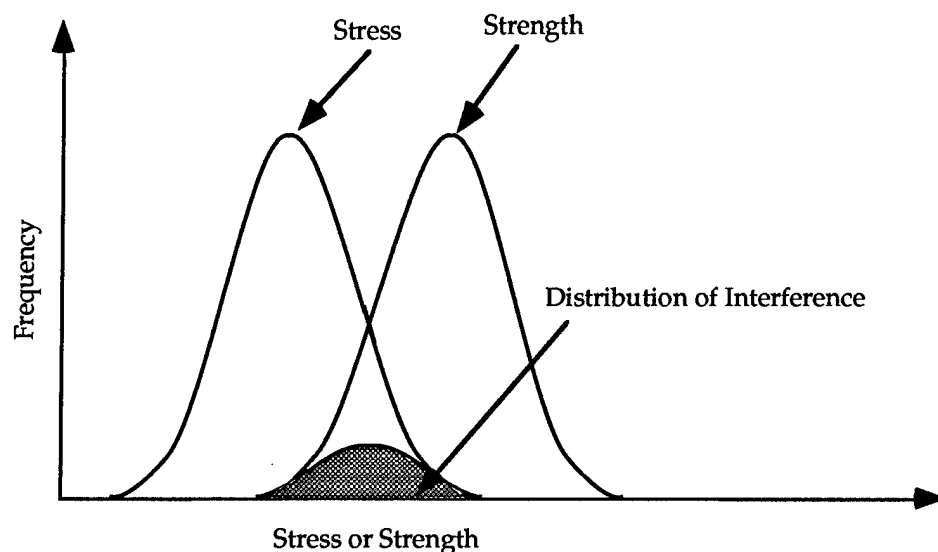 Stress
Strength
Frequency
Distribution of Interference
Stress or Strength